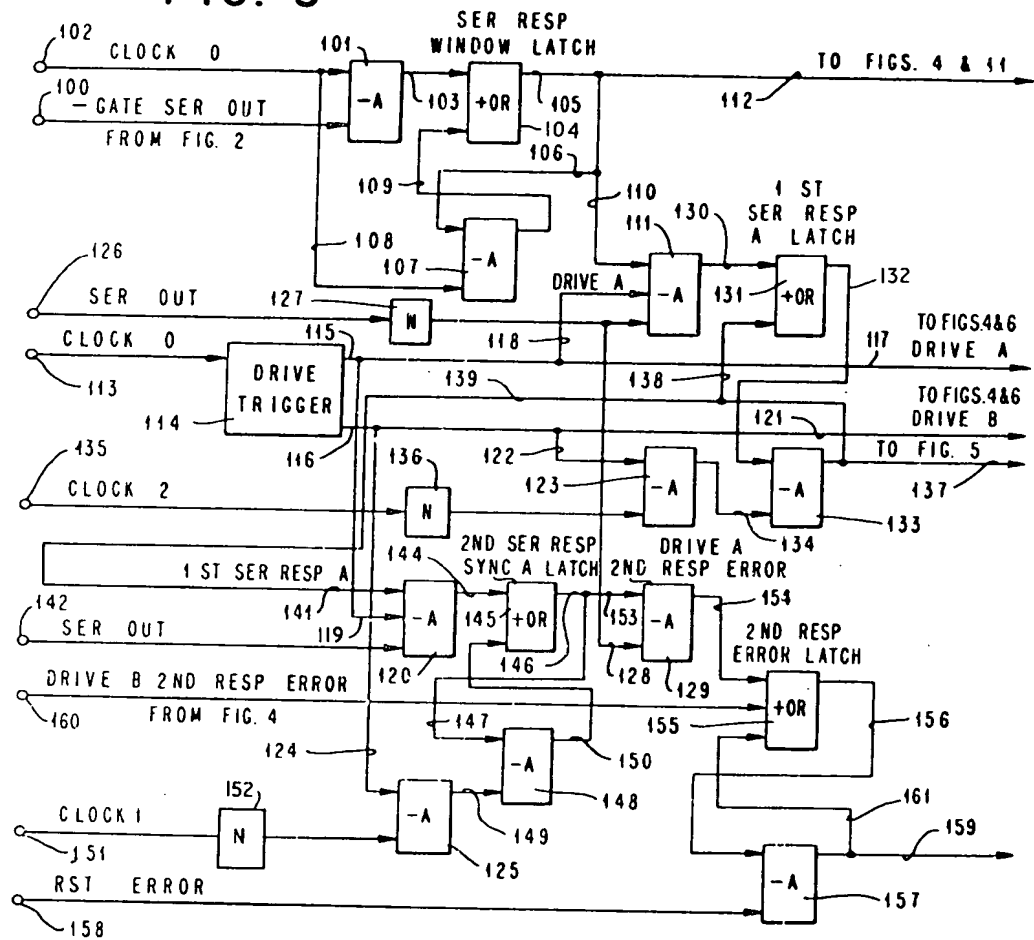 FIG. 3
SER RESP
WINDOW LATCH
102
CLOCK 0
101
-A
103
+OR
105
104
TO FIGS. 4 & 11
112
100
-GATE SER OUT
FROM FIG. 2
106
109
110
1 ST
SER RESP
A LATCH
108
107
-A
111
-A
130
131
+OR
132
126
SER OUT
127
N
DRIVE A
118
115
CLOCK 0
113
DRIVE
TRIGGER
114
116
139
138
TO FIGS. 4&6
117
DRIVE A
TO FIGS. 4&6
121
DRIVE B
TO FIG. 5
137
135
CLOCK 2
136
N
122
123
-A
134
-A
133
1 ST SER RESP A
141
144
2ND SER RESP
SYNC A LATCH
DRIVE A
2ND RESP ERROR
142
SER OUT
119
-A
120
145
+OR
146
153
128
-A
129
154
2ND RESP
ERROR LATCH
DRIVE B 2ND RESP ERROR
160
FROM FIG. 4
147
150
155
+OR
156
124
-A
148
149
152
CLOCK 1
151
N
-A
125
161
159
RST ERROR
158
-A
157